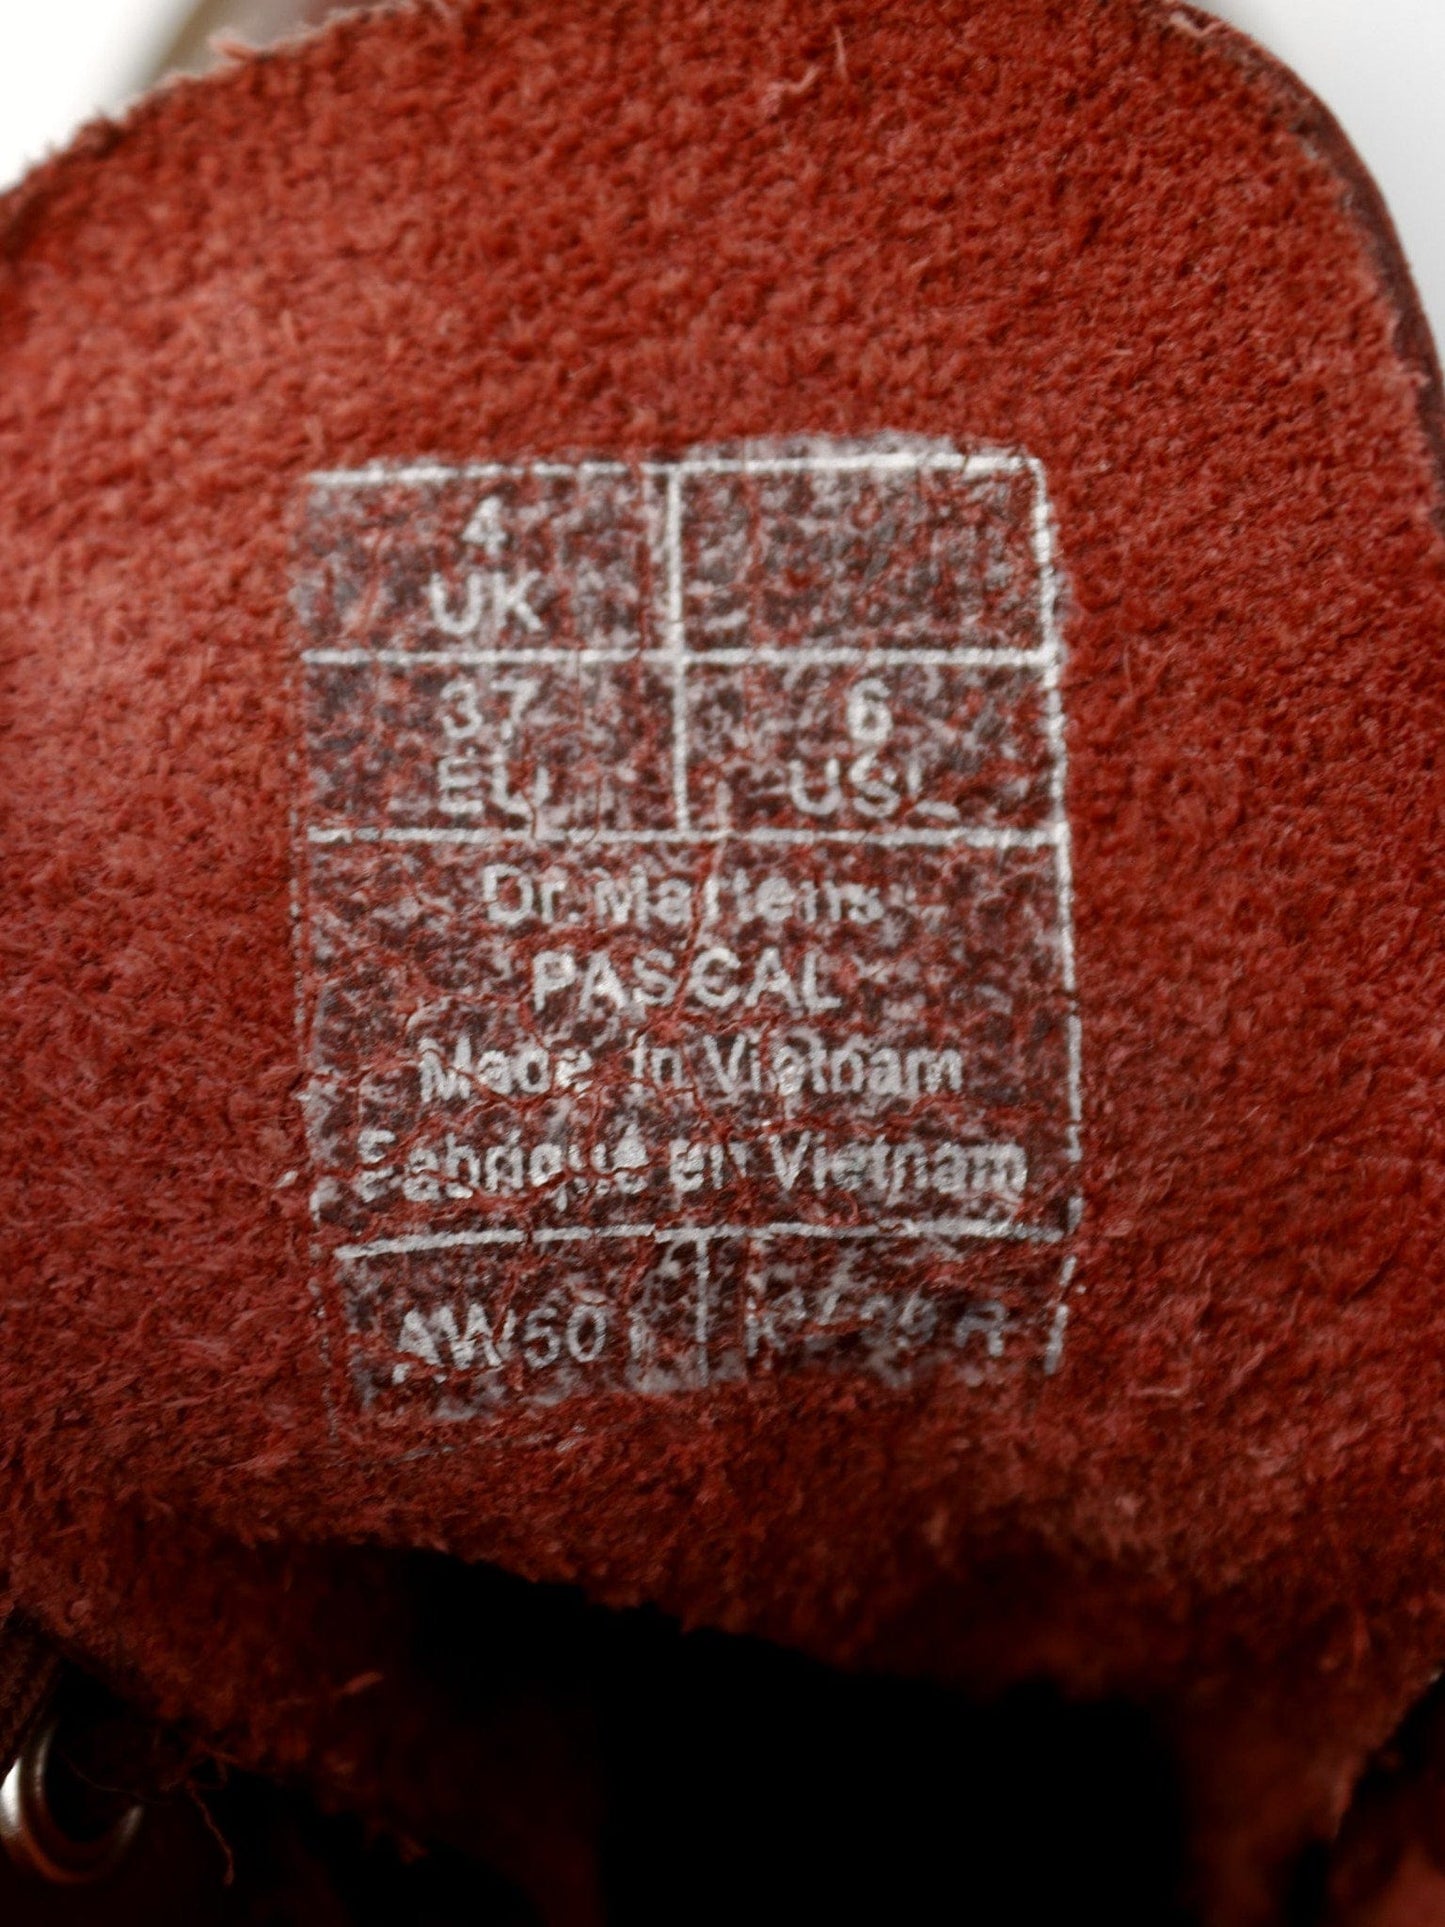 4
UK
37
EU
6
USL
Dr. Martens
PASCAL
Made in Vietnam
Fabriqué en Vietnam
AW501